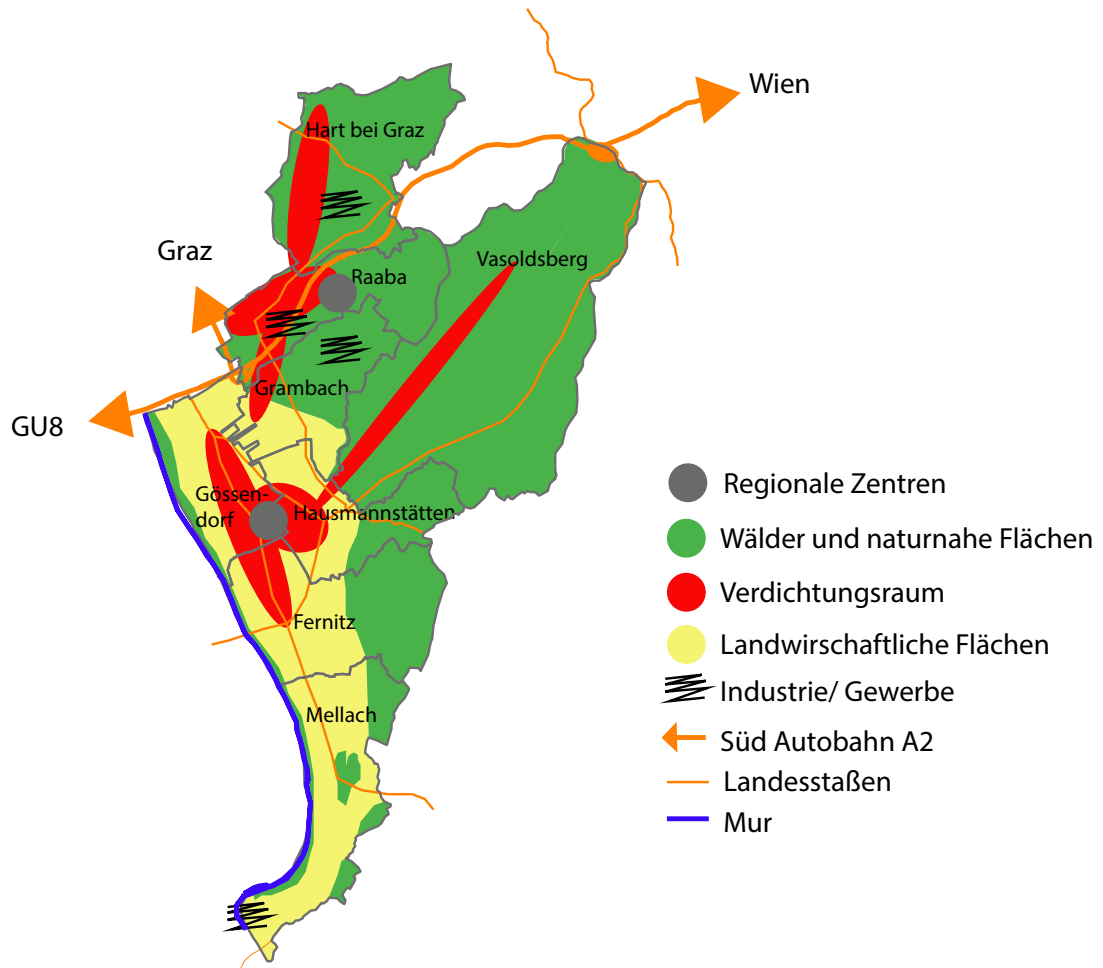 Wien
Hart bei Graz
Graz
Vasoldsberg
Raaba
Grambach
GU8
Gössen-
dorf
Hausmannstätten
Fernitz
Mellach
Regionale Zentren
Wälder und naturnahe Flächen
Verdichtungsraum
Landwirschaftliche Flächen
Industrie/ Gewerbe
Süd Autobahn A2
Landesstaßen
Mur